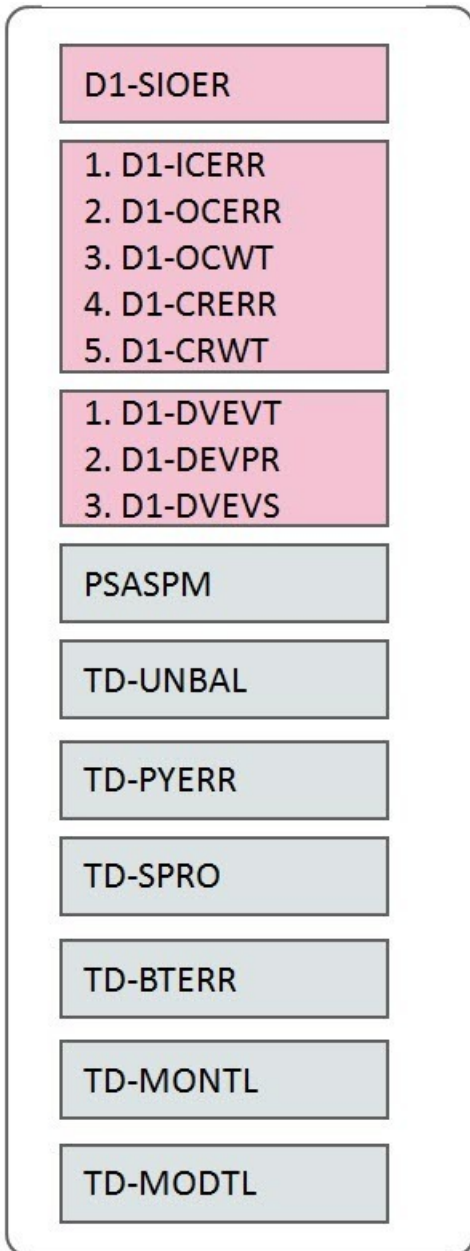 D1-SIOER
1. D1-ICERR
2. D1-OCERR
3. D1-OCWT
4. D1-CRERR
5. D1-CRWT
1. D1-DVEVT
2. D1-DEVPR
3. D1-DVEVS
PSASPM
TD-UNBAL
TD-PYERR
TD-SPRO
TD-BTERR
TD-MONTL
TD-MODTL